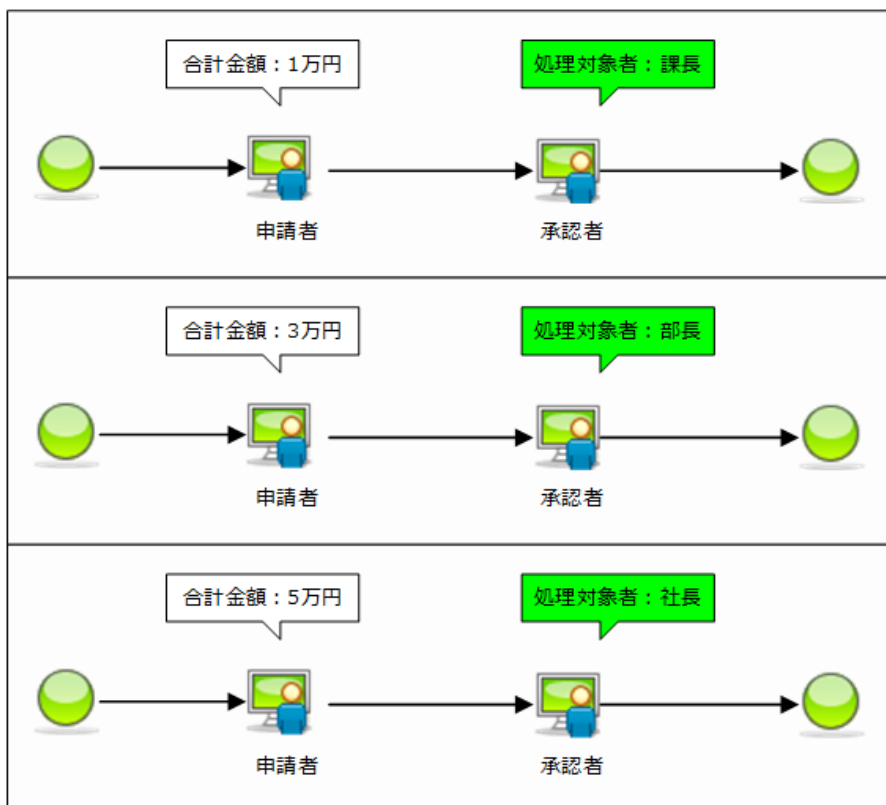 合計金額：1万円
処理対象者：課長
申請者
承認者
合計金額：3万円
処理対象者：部長
申請者
承認者
合計金額：5万円
処理対象者：社長
申請者
承認者